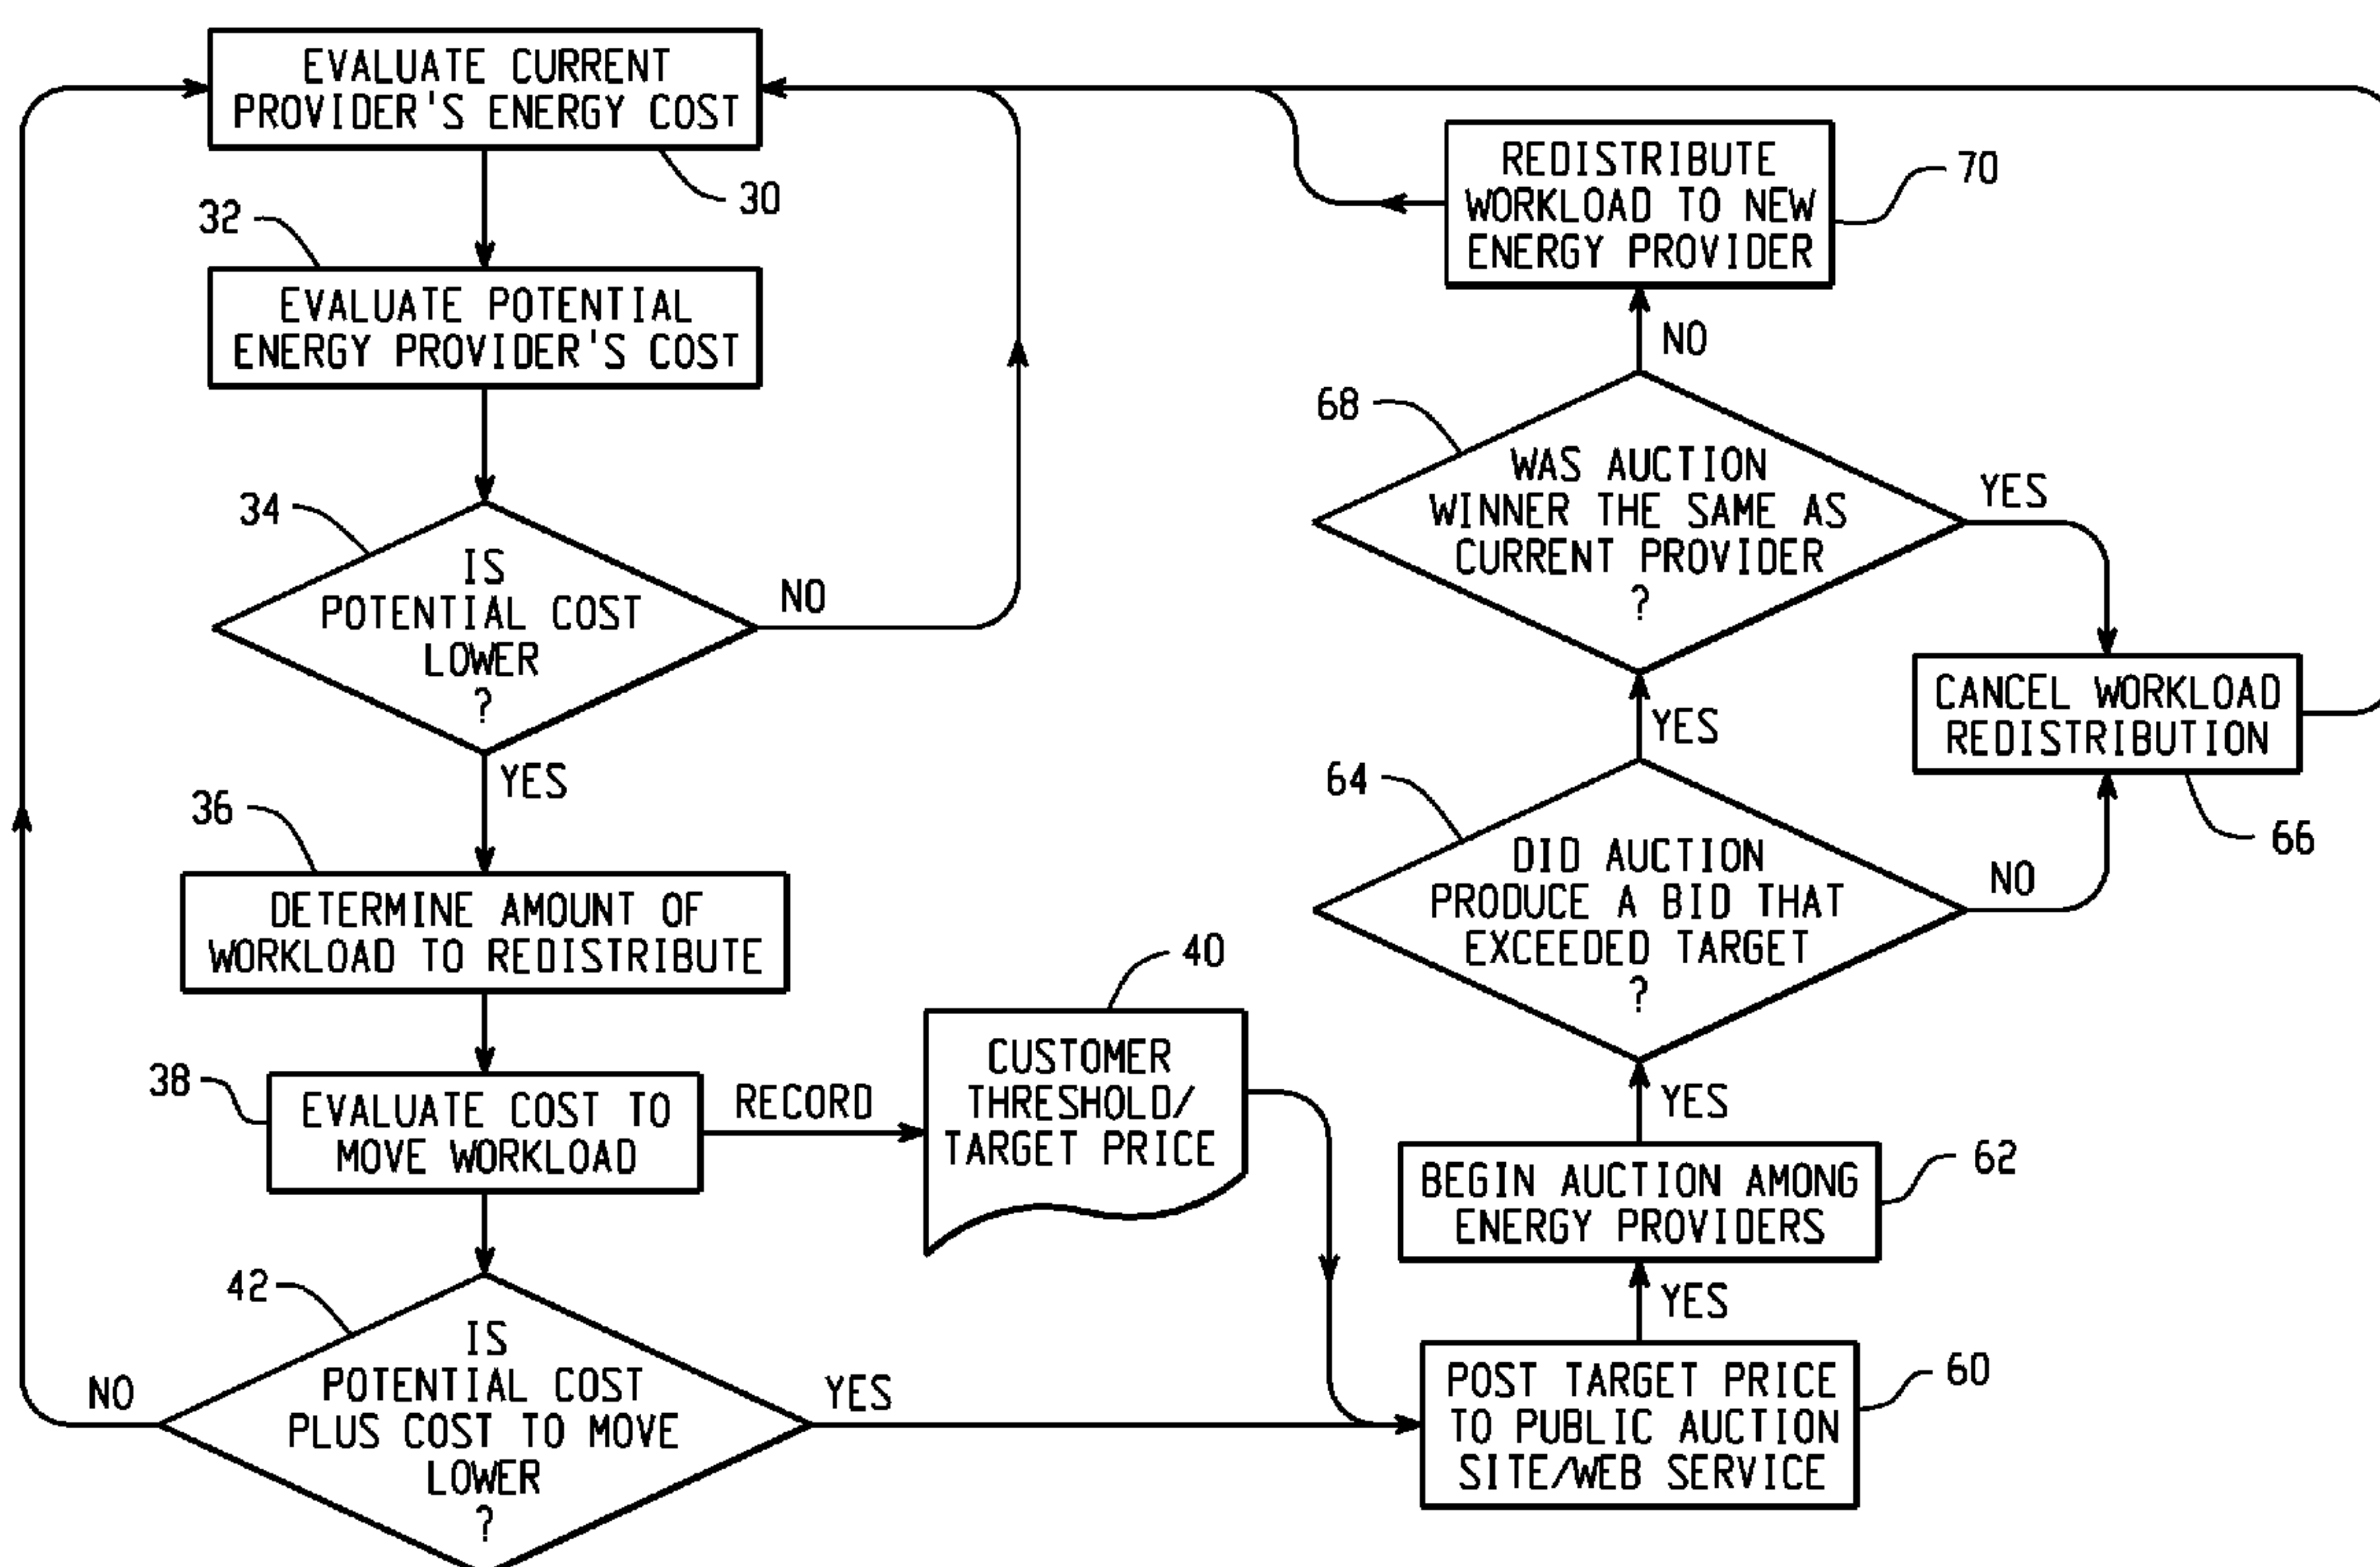 EVALUATE CURRENT
PROVIDER'S ENERGY COST
30
32
EVALUATE POTENTIAL
ENERGY PROVIDER'S COST
34
IS
POTENTIAL COST
LOWER
?
NO
YES
36
DETERMINE AMOUNT OF
WORKLOAD TO REDISTRIBUTE
38
EVALUATE COST TO
MOVE WORKLOAD
RECORD
40
CUSTOMER
THRESHOLD/
TARGET PRICE
42
IS
POTENTIAL COST
PLUS COST TO MOVE
LOWER
?
NO
YES
POST TARGET PRICE
TO PUBLIC AUCTION
SITE/WEB SERVICE
60
YES
BEGIN AUCTION AMONG
ENERGY PROVIDERS
62
YES
64
DID AUCTION
PRODUCE A BID THAT
EXCEEDED TARGET
?
NO
YES
CANCEL WORKLOAD
REDISTRIBUTION
66
68
WAS AUCTION
WINNER THE SAME AS
CURRENT PROVIDER
?
YES
NO
REDISTRIBUTE
WORKLOAD TO NEW
ENERGY PROVIDER
70